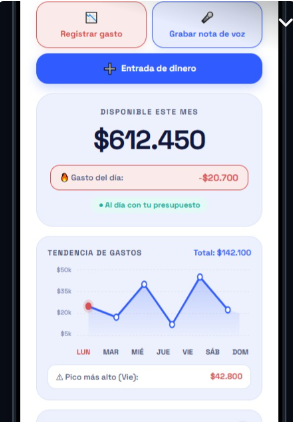 Registrar gasto
Grabar nota de voz
Entrada de dinero
DISPONIBLE ESTE MES
$612.450
Gasto del día: -$20.700
Al día con tu presupuesto
TENDENCIA DE GASTOS Total: $142.100
$50k
$35k
$20k
$5k
LUN MAR MIÉ JUE VIE SÁB DOM
Pico más alto (Vie): $42.800